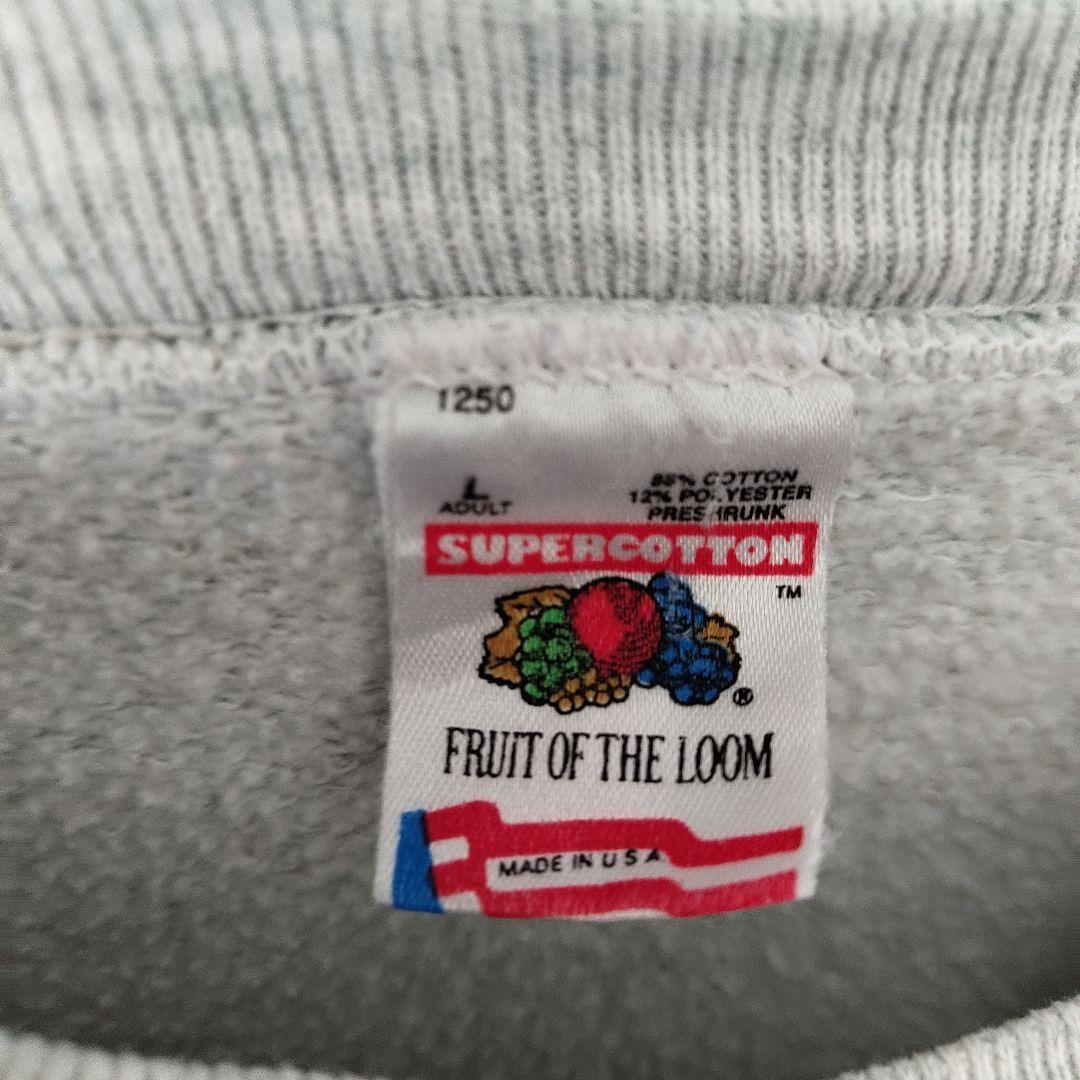 1250
L
ADULT
88% COTTON
12% POLYESTER
PRESHRUNK
SUPERCOTTON
TM
®
FRUIT OF THE LOOM
MADE IN U S A